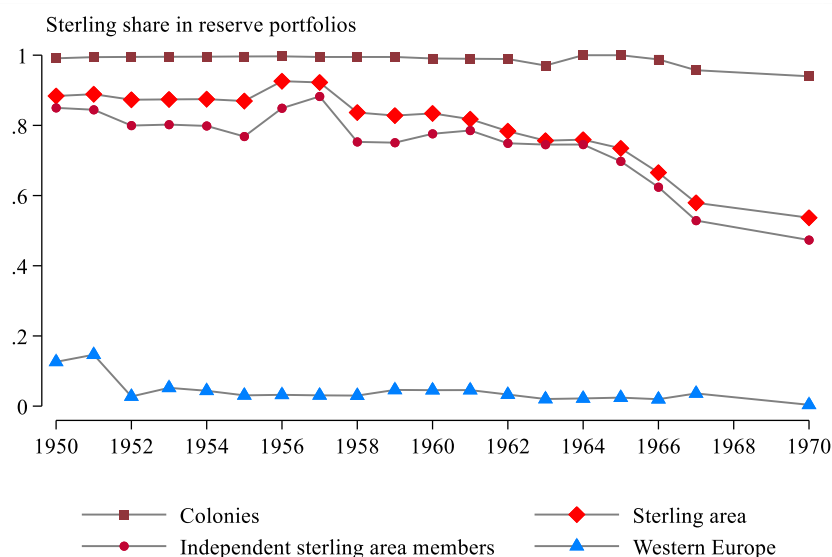 Sterling share in reserve portfolios
1
.8
.6
.4
.2
0
1950 1952 1954 1956 1958 1960 1962 1964 1966 1968 1970
Colonies Sterling area
Independent sterling area members Western Europe